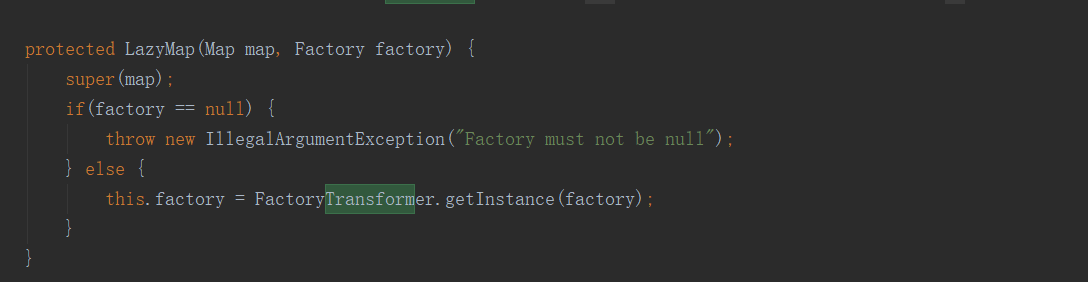 protected LazyMap(Map map, Factory factory) {
super(map);
if(factory == null) {
throw new IllegalArgumentException("Factory must not be null");
} else {
this.factory = FactoryTransformer.getInstance(factory);
}
}